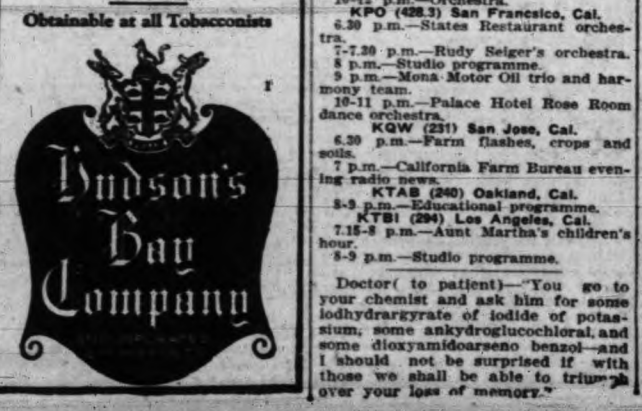 Obtainable at all Tobacconists
Hudson's
Bay
Company
KPO (428.3) San Francsico, Cal.
6.30 p.m.—States Restaurant orches-
tra.
7-7.30 p.m.—Rudy Seiger's orchestra.
8 p.m.—Studio programme.
9 p.m.—Mona Motor Oil trio and har-
mony team.
10-11 p.m.—Palace Hotel Rose Room
dance orchestra.
KQW (231) San Jose, Cal.
6.30 p.m.—Farm flashes, crops and
soils.
7 p.m.—California Farm Bureau even-
ing radio news.
KTAB (240) Oakland, Cal.
8-9 p.m.—Educational programme.
KTBI (294) Los Angeles, Cal.
7.15-8 p.m.—Aunt Martha's children's
hour.
8-9 p.m.—Studio programme.
Doctor( to patient)—"You go to
your chemist and ask him for some
iodhydrargyrate of iodide of potas-
sium, some ankydroglucochloral, and
some dioxyamidoarseno benzol—and
I should not be surprised if with
those we shall be able to triumph
over your loss of memory."